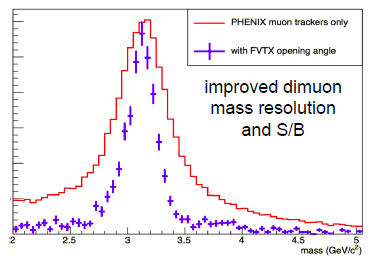 PHENIX muon trackers only
with FVTX opening angle
improved dimuon
mass resolution
and S/B
2 2.5 3 3.5 4 4.5 5
mass (GeV/c²)